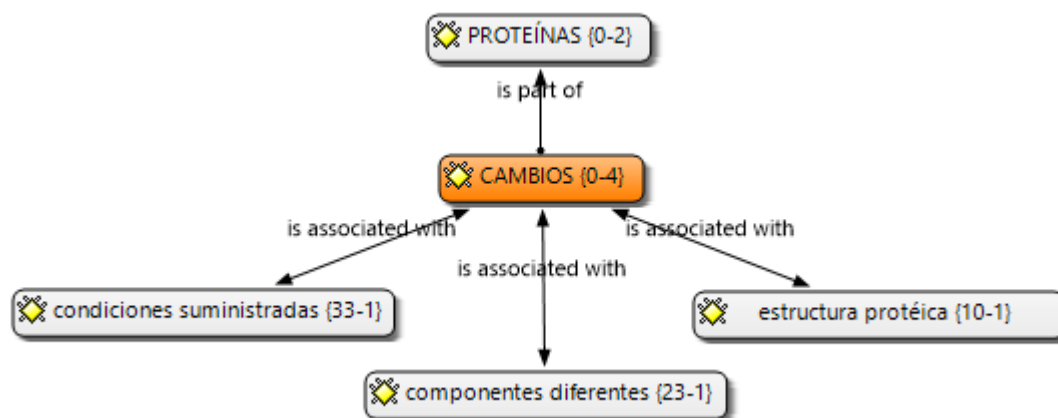 PROTEÍNAS {0-2}
is part of
CAMBIOS {0-4}
is associated with
is associated with
is associated with
condiciones suministradas {33-1}
estructura protéica {10-1}
componentes diferentes {23-1}